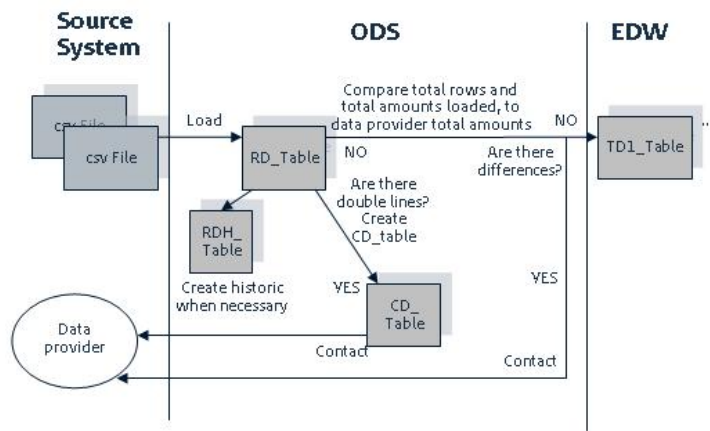 Source
System
ODS
EDW
csv File
csv File
Load
Compare total rows and
total amounts loaded, to
data provider total amounts
NO
RD_Table
NO
Are there
differences?
TD1_Table
..
Are there
double lines?
Create
CD_table
RDH_
Table
Create historic
when necessary
YES
YES
CD_
Table
Data
provider
Contact
Contact